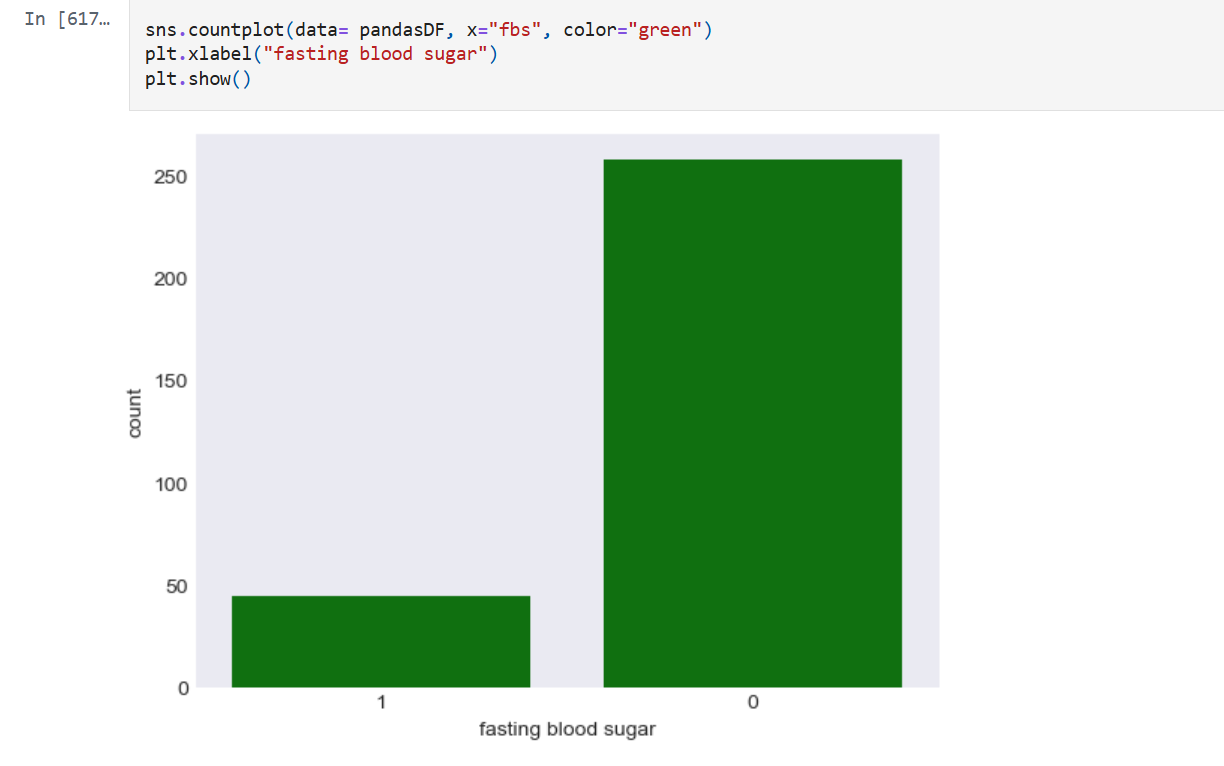 In [617…
sns.countplot(data= pandasDF, x="fbs", color="green")
plt.xlabel("fasting blood sugar")
plt.show()
250
200
150
100
50
0
count
1 0
fasting blood sugar